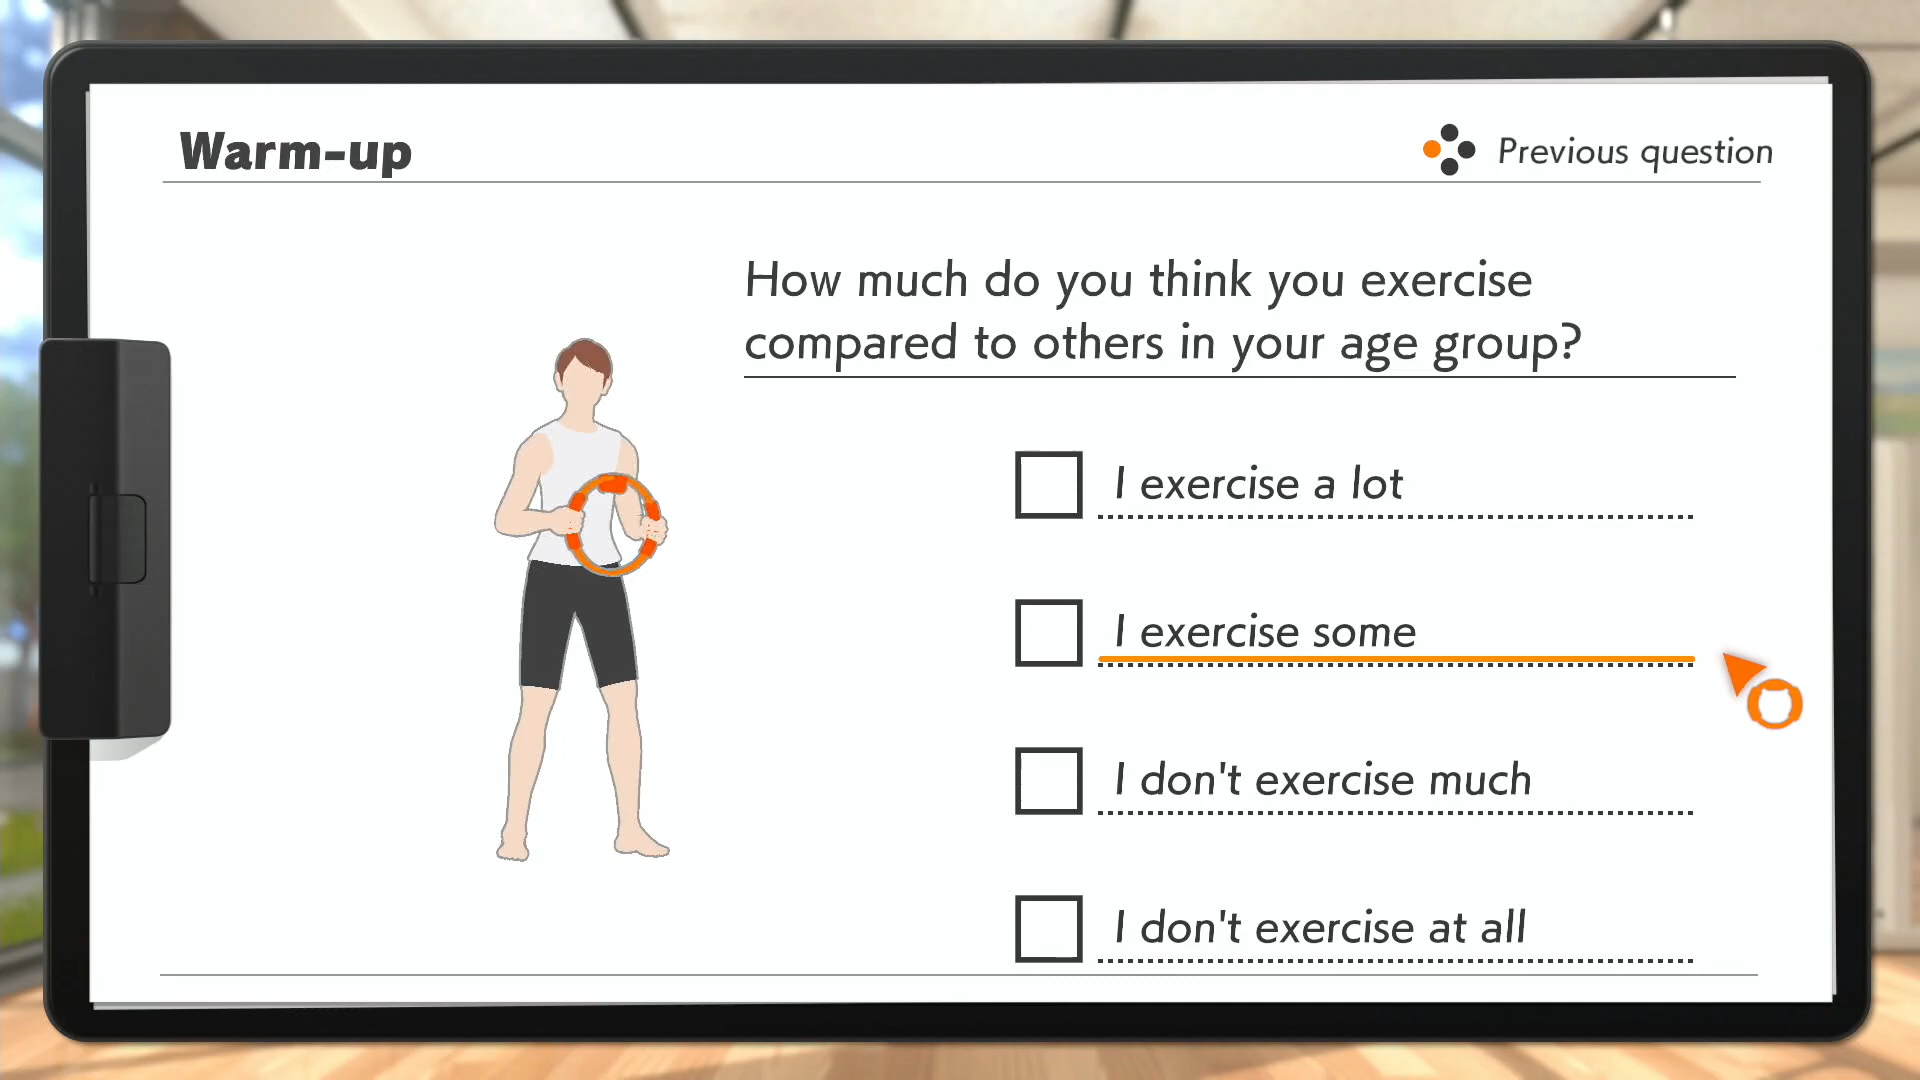 Warm-up
Previous question
How much do you think you exercise
compared to others in your age group?
I exercise a lot
I exercise some
I don't exercise much
I don't exercise at all